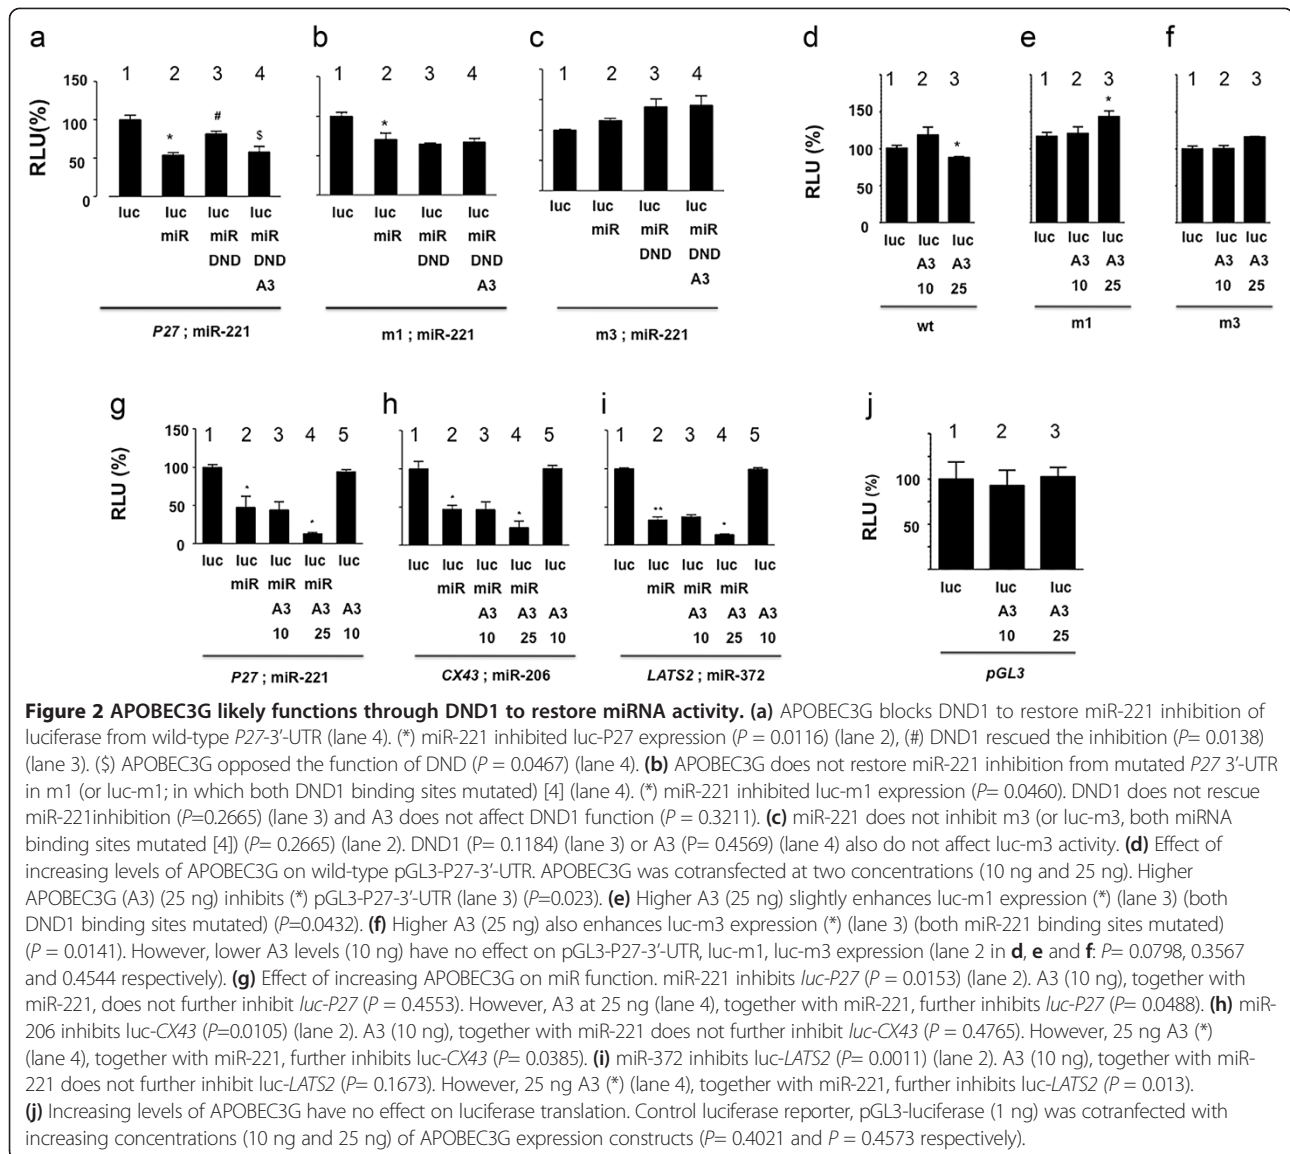 a b c d e f
1 2 3 4 1 2 3 4 1 2 3 4 1 2 3 1 2 3 1 2 3
RLU(%)
150
100
50
0
* # $
*
luc luc luc luc
miR miR miR
DND DND
A3
P27 ; miR-221
luc luc luc luc
miR miR miR
DND DND
A3
m1 ; miR-221
luc luc luc luc
miR miR miR
DND DND
A3
m3 ; miR-221
RLU (%)
150
100
50
0
*
*
luc luc luc
A3 A3
10 25
wt
luc luc luc
A3 A3
10 25
m1
luc luc luc
A3 A3
10 25
m3
g h i j
1 2 3 4 5 1 2 3 4 5 1 2 3 4 5 1 2 3
RLU (%)
150
100
50
0
* *
* *
** *
luc luc luc luc luc
miR miR miR
A3 A3 A3
10 25 10
P27 ; miR-221
luc luc luc luc luc
miR miR miR
A3 A3 A3
10 25 10
CX43 ; miR-206
luc luc luc luc luc
miR miR miR
A3 A3 A3
10 25 10
LATS2 ; miR-372
RLU (%)
100
50
luc luc luc
A3 A3
10 25
pGL3
Figure 2 APOBEC3G likely functions through DND1 to restore miRNA activity. (a) APOBEC3G blocks DND1 to restore miR-221 inhibition of
luciferase from wild-type P27-3’-UTR (lane 4). (*) miR-221 inhibited luc-P27 expression (P = 0.0116) (lane 2), (#) DND1 rescued the inhibition (P= 0.0138)
(lane 3). ($) APOBEC3G opposed the function of DND (P = 0.0467) (lane 4). (b) APOBEC3G does not restore miR-221 inhibition from mutated P27 3’-UTR
in m1 (or luc-m1; in which both DND1 binding sites mutated) [4] (lane 4). (*) miR-221 inhibited luc-m1 expression (P= 0.0460). DND1 does not rescue
miR-221inhibition (P=0.2665) (lane 3) and A3 does not affect DND1 function (P = 0.3211). (c) miR-221 does not inhibit m3 (or luc-m3, both miRNA
binding sites mutated [4]) (P = 0.2665) (lane 2). DND1 (P= 0.1184) (lane 3) or A3 (P= 0.4569) (lane 4) also do not affect luc-m3 activity. (d) Effect of
increasing levels of APOBEC3G on wild-type pGL3-P27-3’-UTR. APOBEC3G was cotransfected at two concentrations (10 ng and 25 ng). Higher
APOBEC3G (A3) (25 ng) inhibits (*) pGL3-P27-3’-UTR (lane 3) (P=0.023). (e) Higher A3 (25 ng) slightly enhances luc-m1 expression (*) (lane 3) (both
DND1 binding sites mutated) (P=0.0432). (f) Higher A3 (25 ng) also enhances luc-m3 expression (*) (lane 3) (both miR-221 binding sites mutated)
(P = 0.0141). However, lower A3 levels (10 ng) have no effect on pGL3-P27-3’-UTR, luc-m1, luc-m3 expression (lane 2 in d, e and f: P= 0.0798, 0.3567
and 0.4544 respectively). (g) Effect of increasing APOBEC3G on miR function. miR-221 inhibits luc-P27 (P = 0.0153) (lane 2). A3 (10 ng), together with
miR-221, does not further inhibit luc-P27 (P = 0.4553). However, A3 at 25 ng (lane 4), together with miR-221, further inhibits luc-P27 (P= 0.0488). (h) miR-
206 inhibits luc-CX43 (P=0.0105) (lane 2). A3 (10 ng), together with miR-221 does not further inhibit luc-CX43 (P = 0.4765). However, 25 ng A3 (*)
(lane 4), together with miR-221, further inhibits luc-CX43 (P= 0.0385). (i) miR-372 inhibits luc-LATS2 (P= 0.0011) (lane 2). A3 (10 ng), together with miR-
221 does not further inhibit luc-LATS2 (P= 0.1673). However, 25 ng A3 (*) (lane 4), together with miR-221, further inhibits luc-LATS2 (P = 0.013).
(j) Increasing levels of APOBEC3G have no effect on luciferase translation. Control luciferase reporter, pGL3-luciferase (1 ng) was cotranfected with
increasing concentrations (10 ng and 25 ng) of APOBEC3G expression constructs (P= 0.4021 and P = 0.4573 respectively).